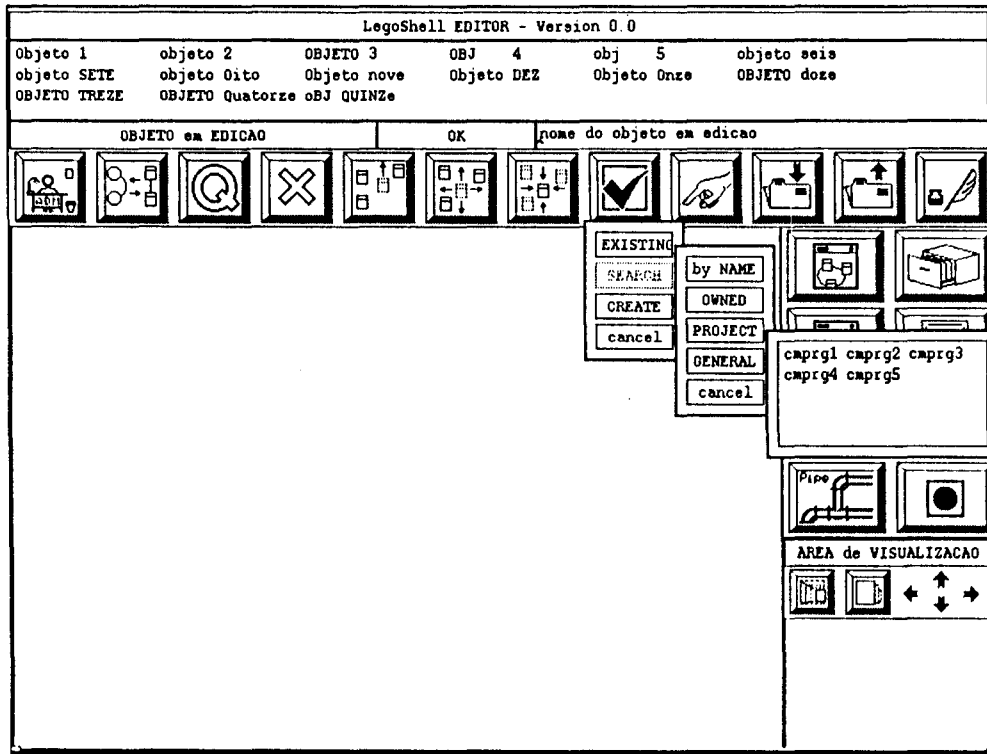 LegoShell EDITOR - Version 0.0
Objeto 1 objeto 2 OBJETO 3 OBJ 4 obj 5 objeto seis
objeto SETE objeto Oito Objeto nove Objeto DEZ Objeto Onze OBJETO doze
OBJETO TREZE OBJETO Quatorze oBJ QUINZe
OBJETO em EDICAO OK nome do objeto em edicao
ADM
EXISTING
SEARCH
CREATE
cancel
by NAME
OWNED
PROJECT
GENERAL
cancel
cmprg1 cmprg2 cmprg3
cmprg4 cmprg5
Pipe
AREA de VISUALIZACAO